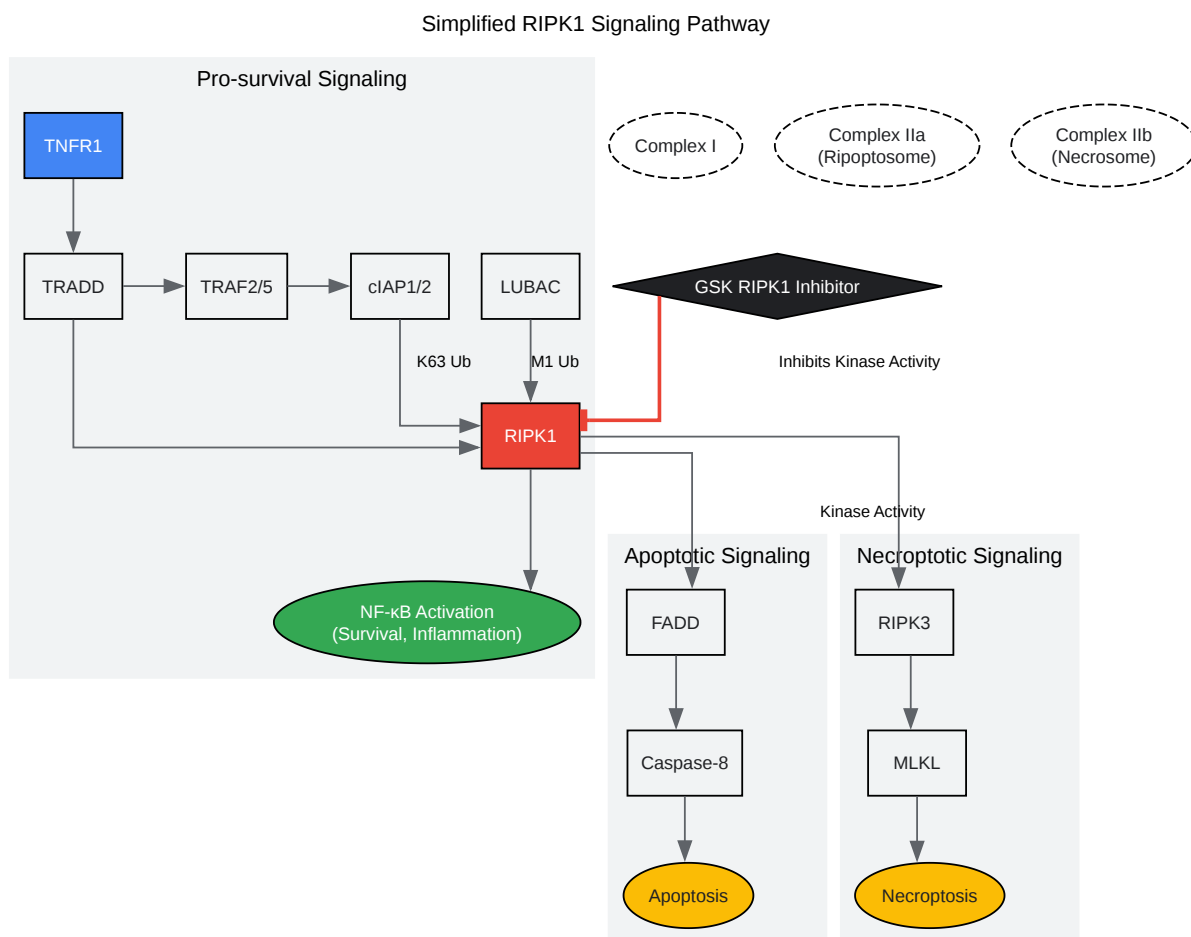 Simplified RIPK1 Signaling Pathway
Pro-survival Signaling
TNFR1
Complex I
Complex IIa
(Ripoptosome)
Complex IIb
(Necrosome)
TRADD
TRAF2/5
cIAP1/2
LUBAC
GSK RIPK1 Inhibitor
K63 Ub
M1 Ub
Inhibits Kinase Activity
RIPK1
Kinase Activity
Apoptotic Signaling
Necroptotic Signaling
NF-κB Activation
(Survival, Inflammation)
FADD
RIPK3
Caspase-8
MLKL
Apoptosis
Necroptosis